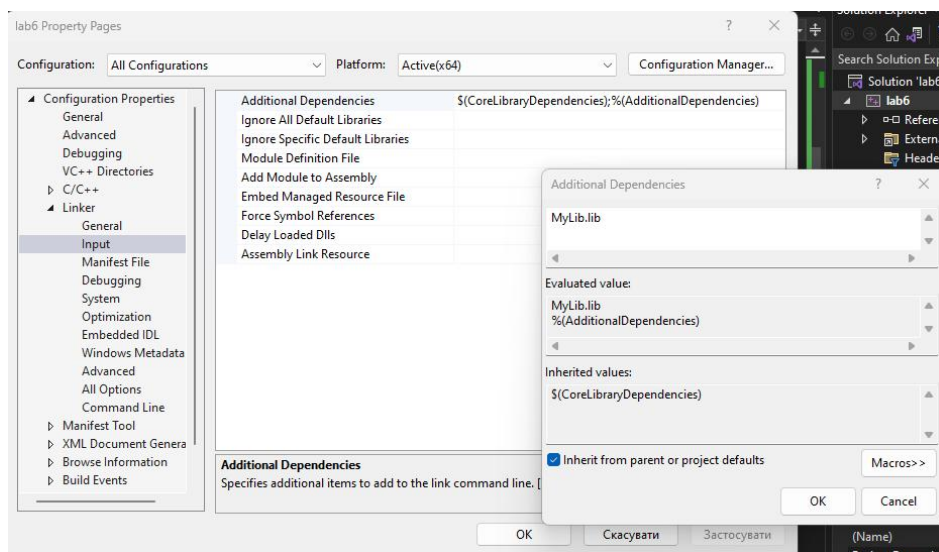 lab6 Property Pages
Configuration: All Configurations Platform: Active(x64) Configuration Manager...
Configuration Properties
General
Advanced
Debugging
VC++ Directories
C/C++
Linker
General
Input
Manifest File
Debugging
System
Optimization
Embedded IDL
Windows Metadata
Advanced
All Options
Command Line
Manifest Tool
XML Document Genera
Browse Information
Build Events
Additional Dependencies $(CoreLibraryDependencies);%(AdditionalDependencies)
Ignore All Default Libraries
Ignore Specific Default Libraries
Module Definition File
Add Module to Assembly
Embed Managed Resource File
Force Symbol References
Delay Loaded Dlls
Assembly Link Resource
Additional Dependencies
Specifies additional items to add to the link command line. [
OK Скасувати Застосувати
Additional Dependencies
MyLib.lib
Evaluated value:
MyLib.lib
%(AdditionalDependencies)
Inherited values:
$(CoreLibraryDependencies)
Inherit from parent or project defaults
Macros>>
OK Cancel
Solution Explorer
Search Solution Exp
Solution 'lab6
lab6
Refere
Extern
Heade
(Name)